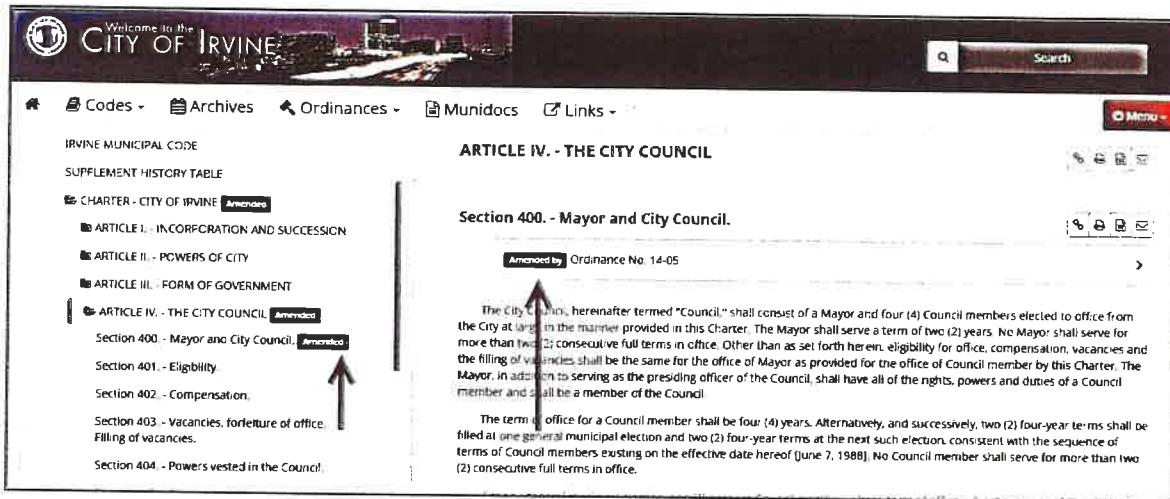 Welcome to the
CITY OF IRVINE
Search
Codes
Archives
Ordinances
Munidocs
Links
Menu
IRVINE MUNICIPAL CODE
SUPPLEMENT HISTORY TABLE
CHARTER - CITY OF IRVINE Amended
ARTICLE I. - INCORPORATION AND SUCCESSION
ARTICLE II. - POWERS OF CITY
ARTICLE III. - FORM OF GOVERNMENT
ARTICLE IV. - THE CITY COUNCIL Amended
Section 400. - Mayor and City Council. Amended
Section 401. - Eligibility.
Section 402. - Compensation.
Section 403. - Vacancies, forfeiture of office.
Filling of vacancies.
Section 404. - Powers vested in the Council.
ARTICLE IV. - THE CITY COUNCIL
Section 400. - Mayor and City Council.
Amended by Ordinance No. 14-05
The City Council, hereinafter termed "Council," shall consist of a Mayor and four (4) Council members elected to office from
the City at large in the manner provided in this Charter. The Mayor shall serve a term of two (2) years. No Mayor shall serve for
more than two (2) consecutive full terms in office. Other than as set forth herein, eligibility for office, compensation, vacancies and
the filling of vacancies shall be the same for the office of Mayor as provided for the office of Council member by this Charter. The
Mayor, in addition to serving as the presiding officer of the Council, shall have all of the rights, powers and duties of a Council
member and shall be a member of the Council
The term of office for a Council member shall be four (4) years. Alternatively, and successively, two (2) four-year terms shall be
filled at one general municipal election and two (2) four-year terms at the next such election, consistent with the sequence of
terms of Council members existing on the effective date hereof [June 7, 1988]. No Council member shall serve for more than two
(2) consecutive full terms in office.